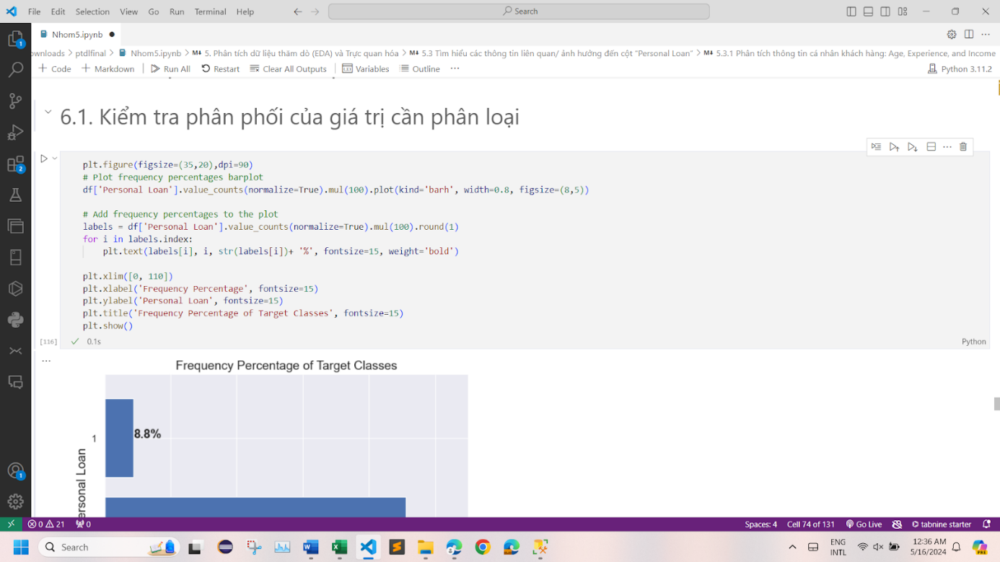 File Edit Selection View Go Run Terminal Help
Search
Nhom5.ipynb
ownloads > ptdlfinal > Nhom5.ipynb > M↓ 5. Phân tích dữ liệu thăm dò (EDA) và Trực quan hóa > M↓ 5.3 Tìm hiểu các thông tin liên quan/ ảnh hưởng đến cột "Personal Loan" > M↓ 5.3.1 Phân tích thông tin cá nhân khách hàng: Age, Experience, and Income
+ Code + Markdown Run All Restart Clear All Outputs Variables Outline ... Python 3.11.2
6.1. Kiểm tra phân phối của giá trị cần phân loại
plt.figure(figsize=(35,20),dpi=90)
# Plot frequency percentages barplot
df['Personal Loan'].value_counts(normalize=True).mul(100).plot(kind='barh', width=0.8, figsize=(8,5))
# Add frequency percentages to the plot
labels = df['Personal Loan'].value_counts(normalize=True).mul(100).round(1)
for i in labels.index:
plt.text(labels[i], i, str(labels[i])+ '%', fontsize=15, weight='bold')
plt.xlim([0, 110])
plt.xlabel('Frequency Percentage', fontsize=15)
plt.ylabel('Personal Loan', fontsize=15)
plt.title('Frequency Percentage of Target Classes', fontsize=15)
plt.show()
[116] 0.1s Python
Frequency Percentage of Target Classes
8.8%
1
ersonal Loan
0 21 0 Spaces: 4 Cell 74 of 131 Go Live tabnine starter
Search
ENG
INTL
12:36 AM
5/16/2024